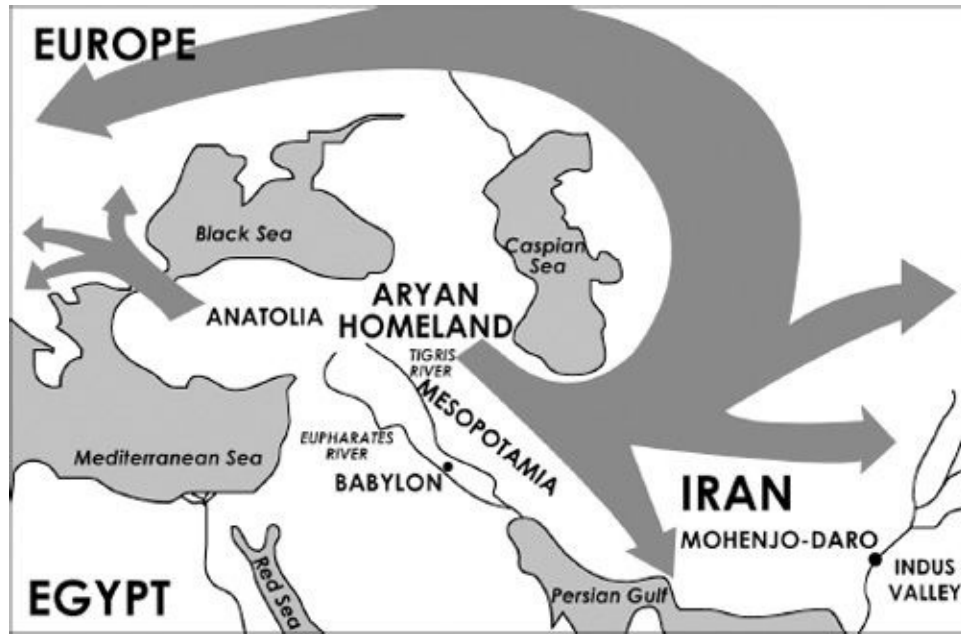 EUROPE
Black Sea
Caspian
Sea
ANATOLIA
ARYAN
HOMELAND
TIGRIS
RIVER
MESOPOTAMIA
EUPHARATES
RIVER
Mediterranean Sea
BABYLON
IRAN
MOHENJO-DARO
INDUS
VALLEY
EGYPT
Red Sea
Persian Gulf